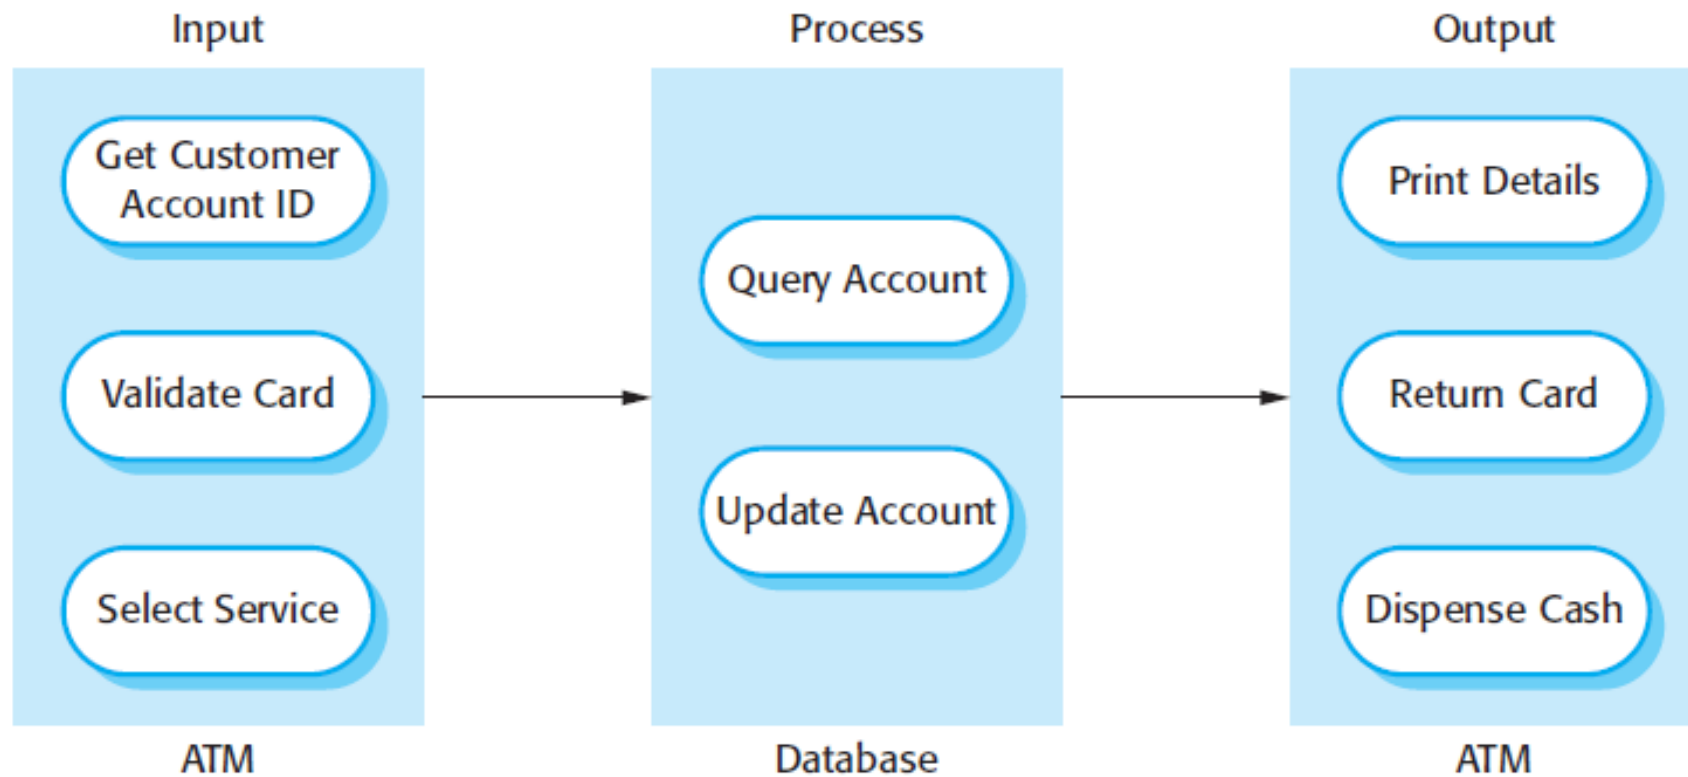 Input
Process
Output
Get Customer
Account ID
Validate Card
Select Service
Query Account
Update Account
Print Details
Return Card
Dispense Cash
ATM
Database
ATM